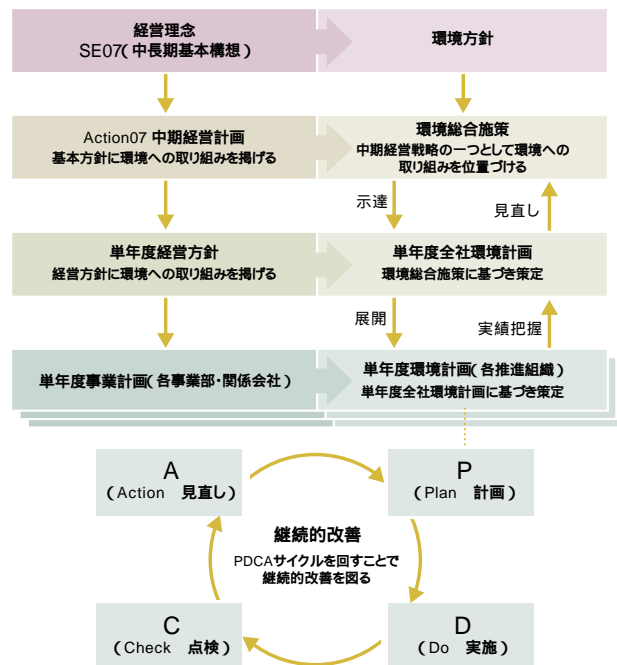 経営理念
SE07(中長期基本構想)
環境方針
Action07 中期経営計画
基本方針に環境への取り組みを掲げる
環境総合施策
中期経営戦略の一つとして環境への
取り組みを位置づける
示達
見直し
単年度経営方針
経営方針に環境への取り組みを掲げる
単年度全社環境計画
環境総合施策に基づき策定
展開
実績把握
単年度事業計画(各事業部・関係会社)
単年度環境計画(各推進組織)
単年度全社環境計画に基づき策定
A
(Action 見直し)
P
(Plan 計画)
継続的改善
PDCAサイクルを回すことで
継続的改善を図る
C
(Check 点検)
D
(Do 実施)